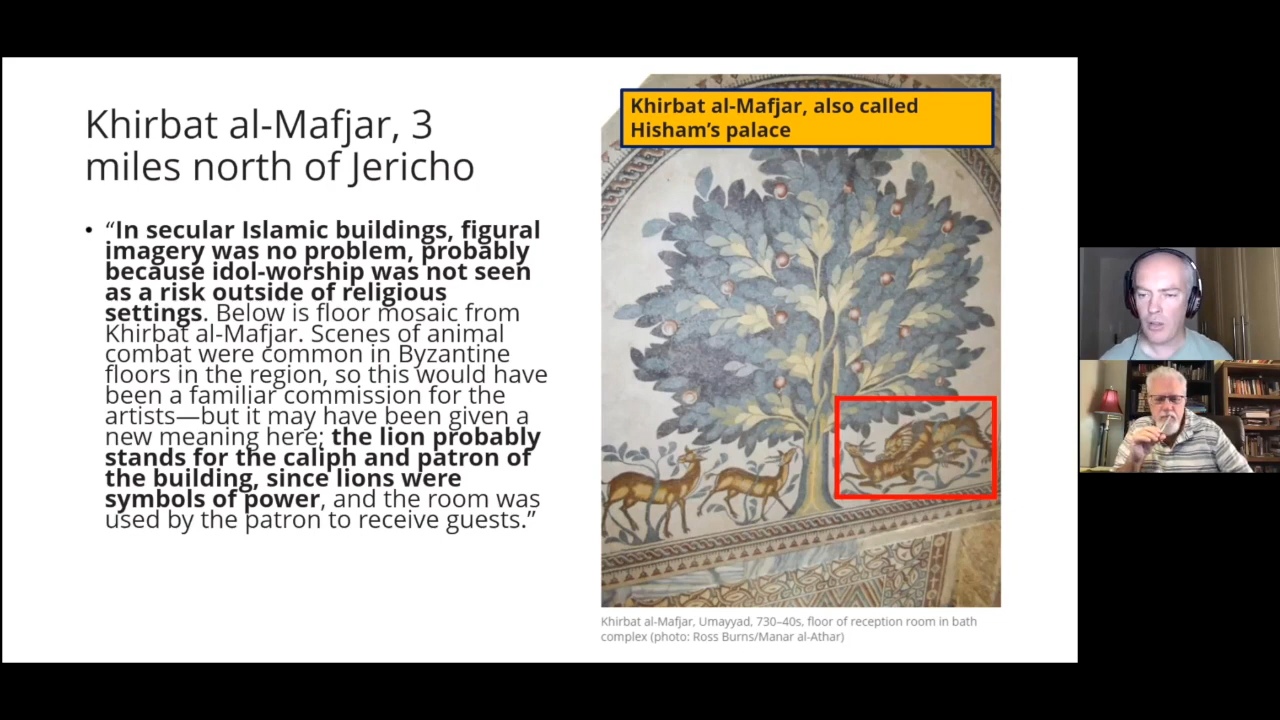 Khirbat al-Mafjar, 3
miles north of Jericho
• “In secular Islamic buildings, figural
imagery was no problem, probably
because idol-worship was not seen
as a risk outside of religious
settings. Below is floor mosaic from
Khirbat al-Mafjar. Scenes of animal
combat were common in Byzantine
floors in the region, so this would have
been a familiar commission for the
artists—but it may have been given a
new meaning here; the lion probably
stands for the caliph and patron of
the building, since lions were
symbols of power, and the room was
used by the patron to receive guests.”
Khirbat al-Mafjar, also called
Hisham’s palace
Khirbat al-Mafjar, Umayyad, 730–40s, floor of reception room in bath
complex (photo: Ross Burns/Manar al-Athar)